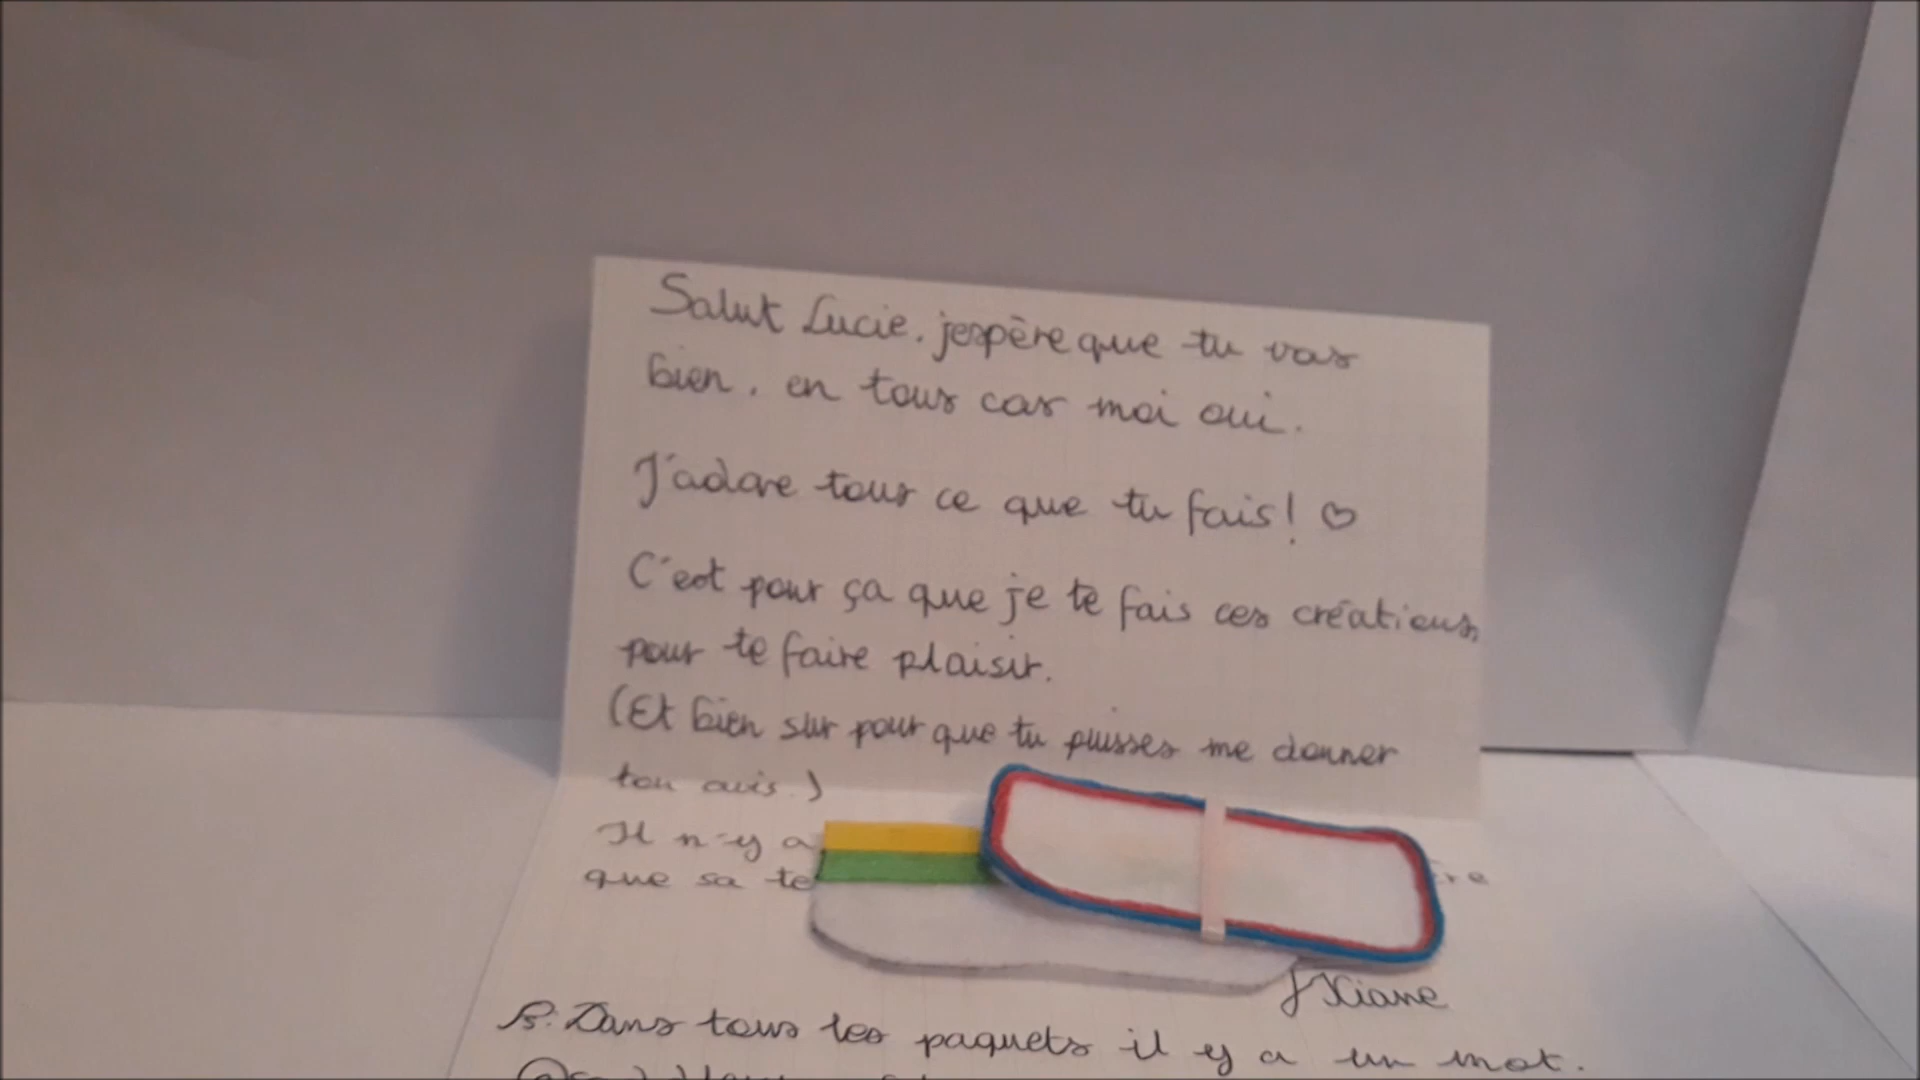 Salut Lucie, jespère que tu vas
bien, en tous cas moi oui.
J'adore tous ce que tu fais! ♡
C'est pour ça que je te fais ces créations,
pour te faire plaisir.
(Et bien sur pour que tu puisses me donner
ton avis.)
Il n'y a
que sa te
Ps: Dans tous les paquets il y a un mot.